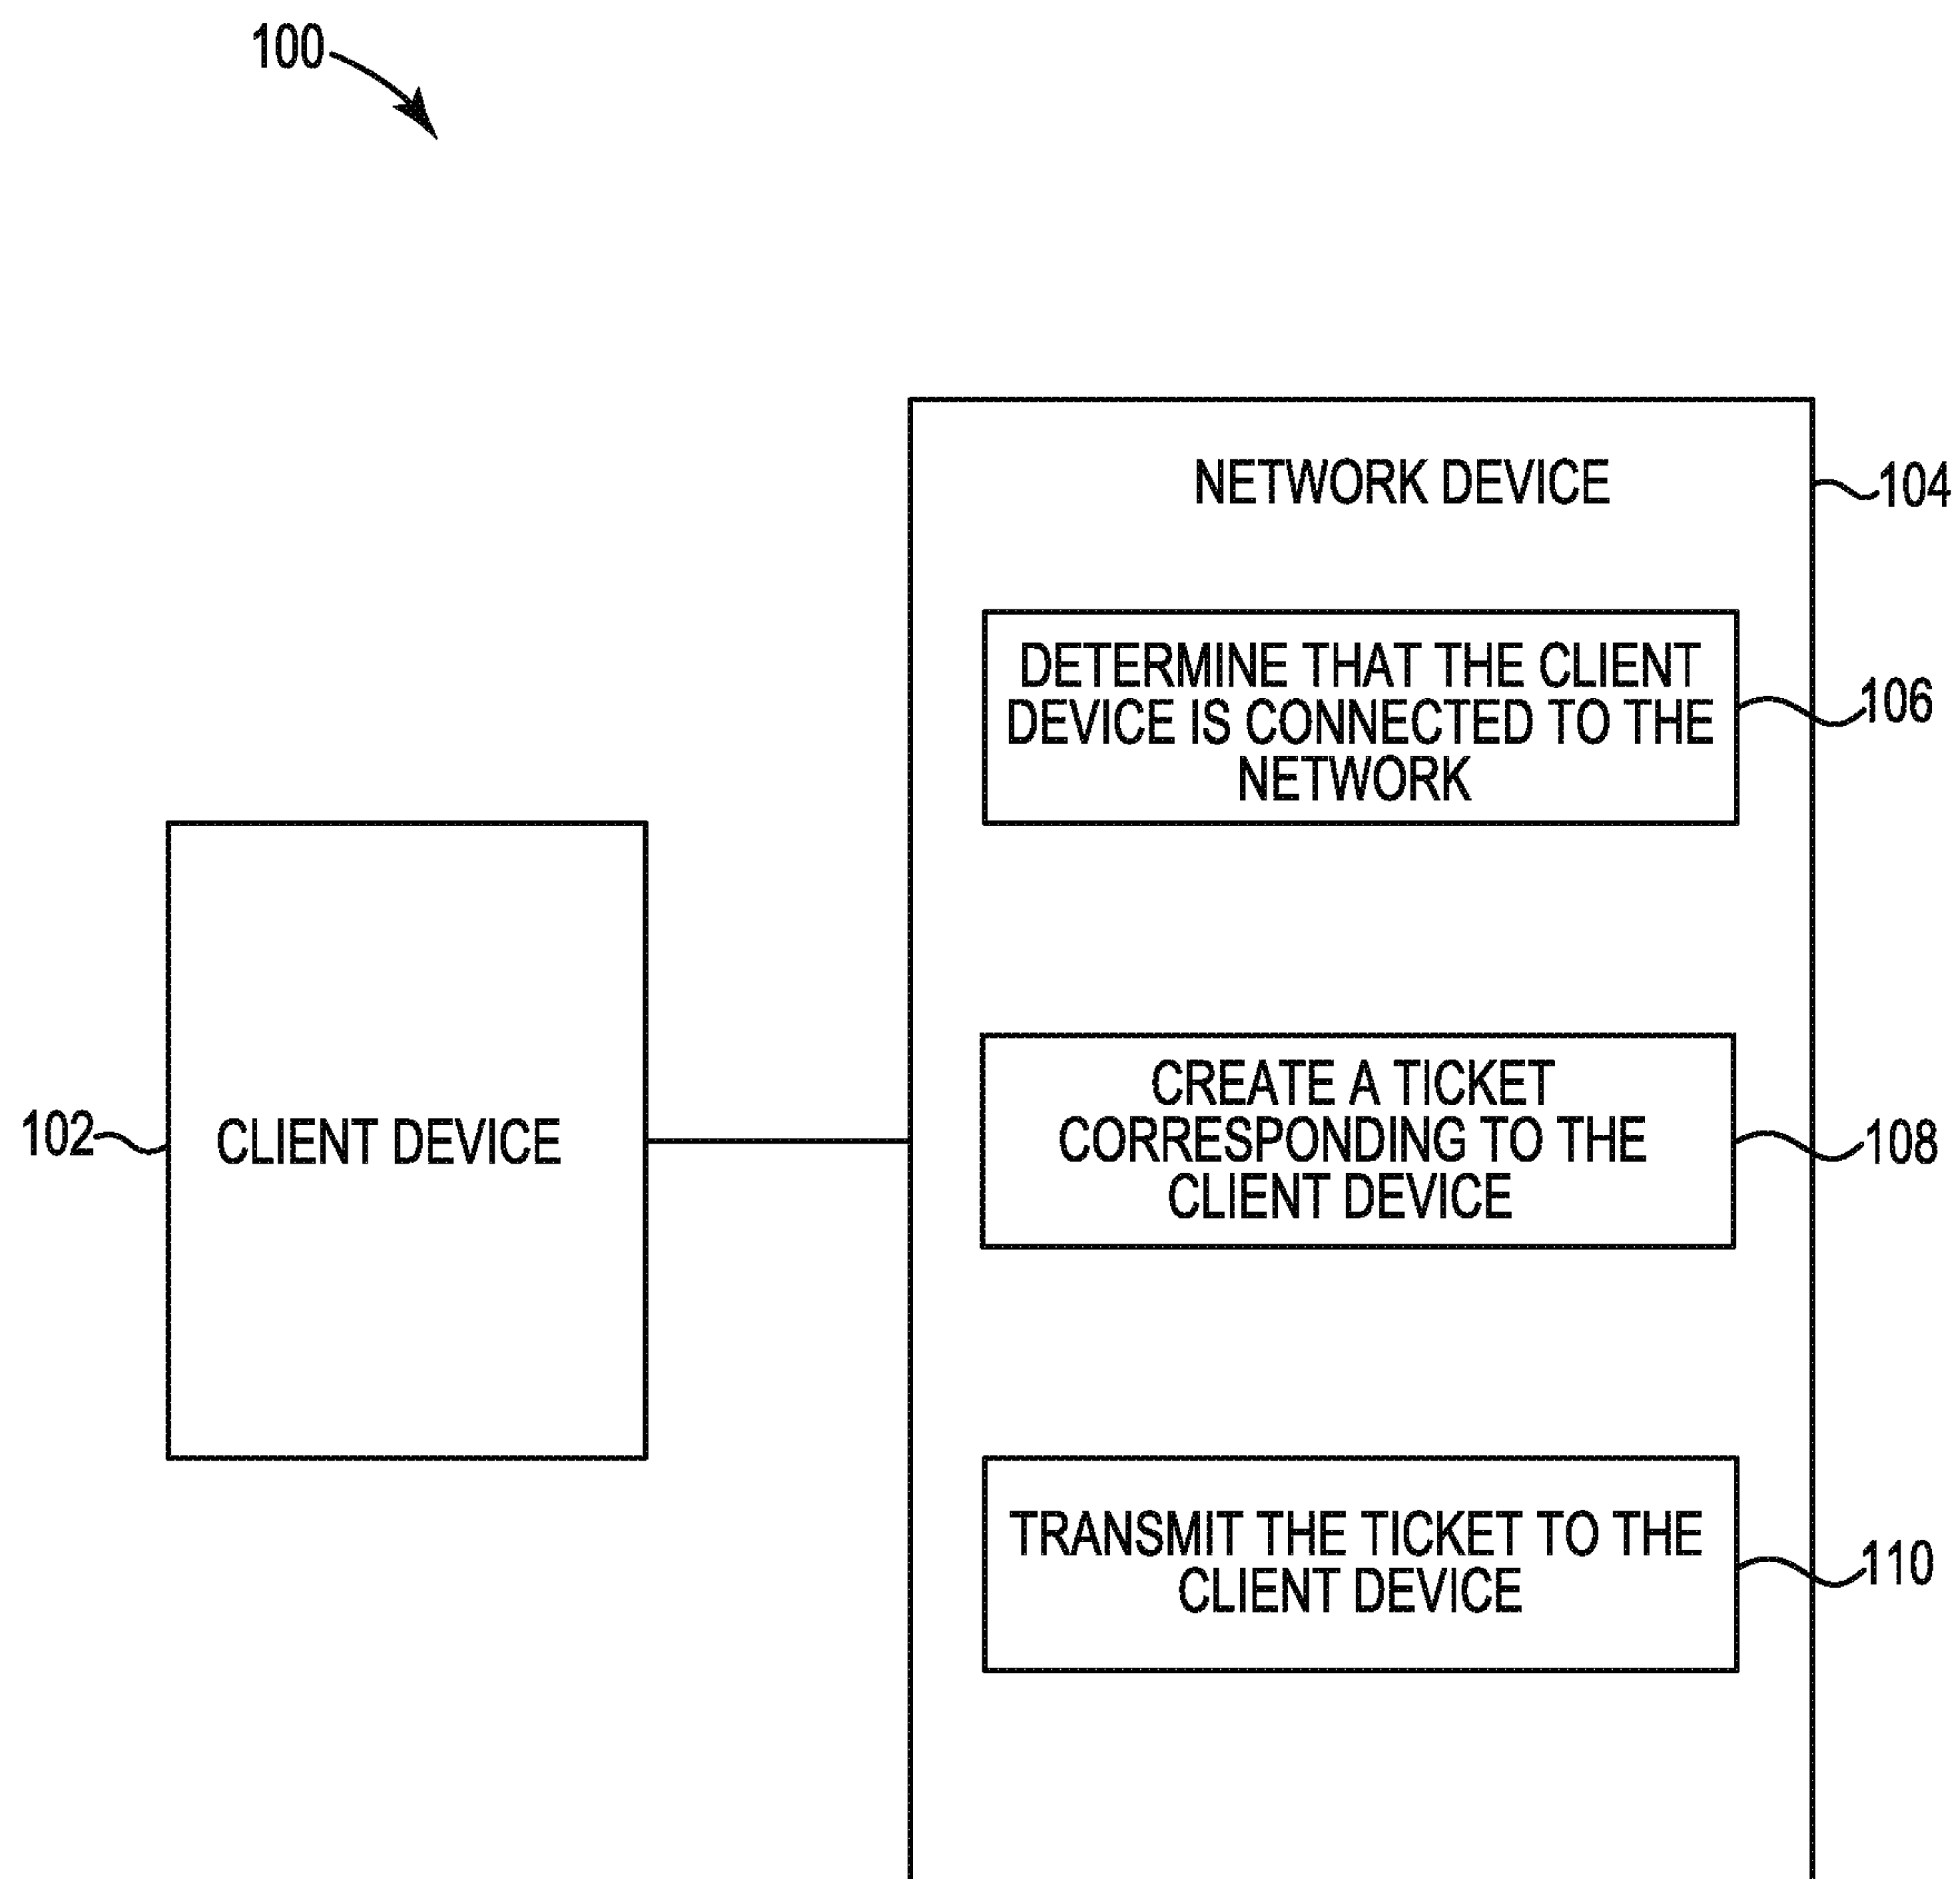 100
NETWORK DEVICE
104
DETERMINE THAT THE CLIENT
DEVICE IS CONNECTED TO THE
NETWORK
106
102
CLIENT DEVICE
CREATE A TICKET
CORRESPONDING TO THE
CLIENT DEVICE
108
TRANSMIT THE TICKET TO THE
CLIENT DEVICE
110